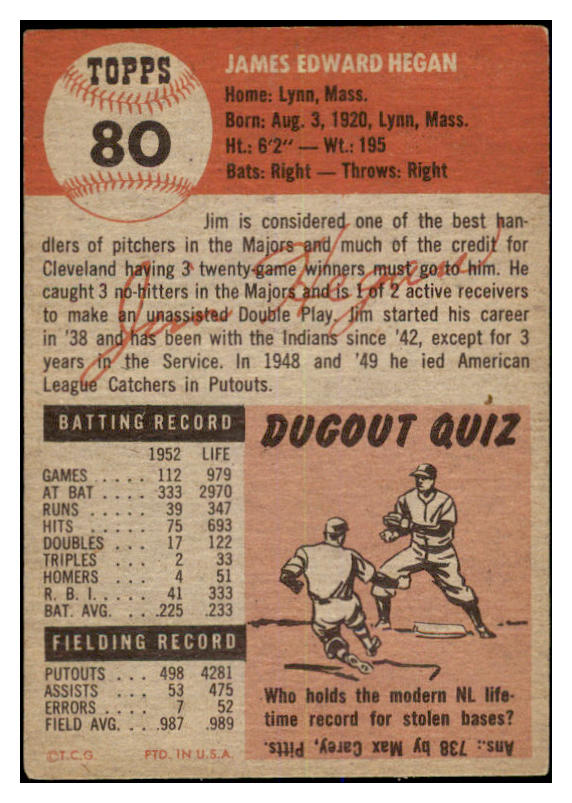 TOPPS
80
JAMES EDWARD HEGAN
Home: Lynn, Mass.
Born: Aug. 3, 1920, Lynn, Mass.
Ht.: 6'2" — Wt.: 195
Bats: Right — Throws: Right
Jim is considered one of the best han-
dlers of pitchers in the Majors and much of the credit for
Cleveland having 3 twenty-game winners must go to him. He
caught 3 no-hitters in the Majors and is 1 of 2 active receivers
to make an unassisted Double Play. Jim started his career
in '38 and has been with the Indians since '42, except for 3
years in the Service. In 1948 and '49 he ied American
League Catchers in Putouts.
Jim Hegan
BATTING RECORD
1952 LIFE
GAMES ..... 112 979
AT BAT .... 333 2970
RUNS ..... 39 347
HITS ...... 75 693
DOUBLES ... 17 122
TRIPLES ... 2 33
HOMERS ... 4 51
R. B. I. .... 41 333
BAT. AVG. ... .225 .233
FIELDING RECORD
PUTOUTS ... 498 4281
ASSISTS .... 53 475
ERRORS .... 7 52
FIELD AVG. ... .987 .989
©T.C.G. PTD. IN U.S.A.
DUGOUT QUIZ
Who holds the modern NL life-
time record for stolen bases?
Ans.: 738 by Max Carey, Pitts.